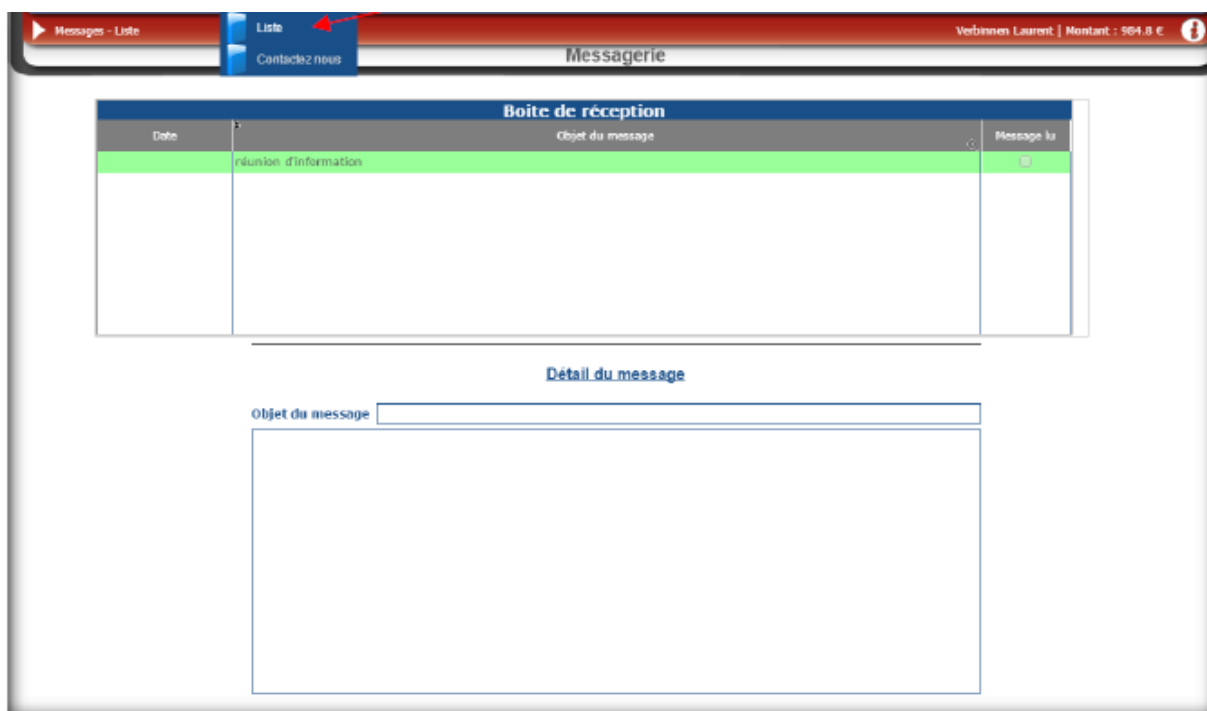 Messages - Liste
Liste
Contactez nous
Verbinnen Laurent | Montant : 984.8 €
Messagerie
Boite de réception
Date Objet du message Message lu
réunion d'information
Détail du message
Objet du message